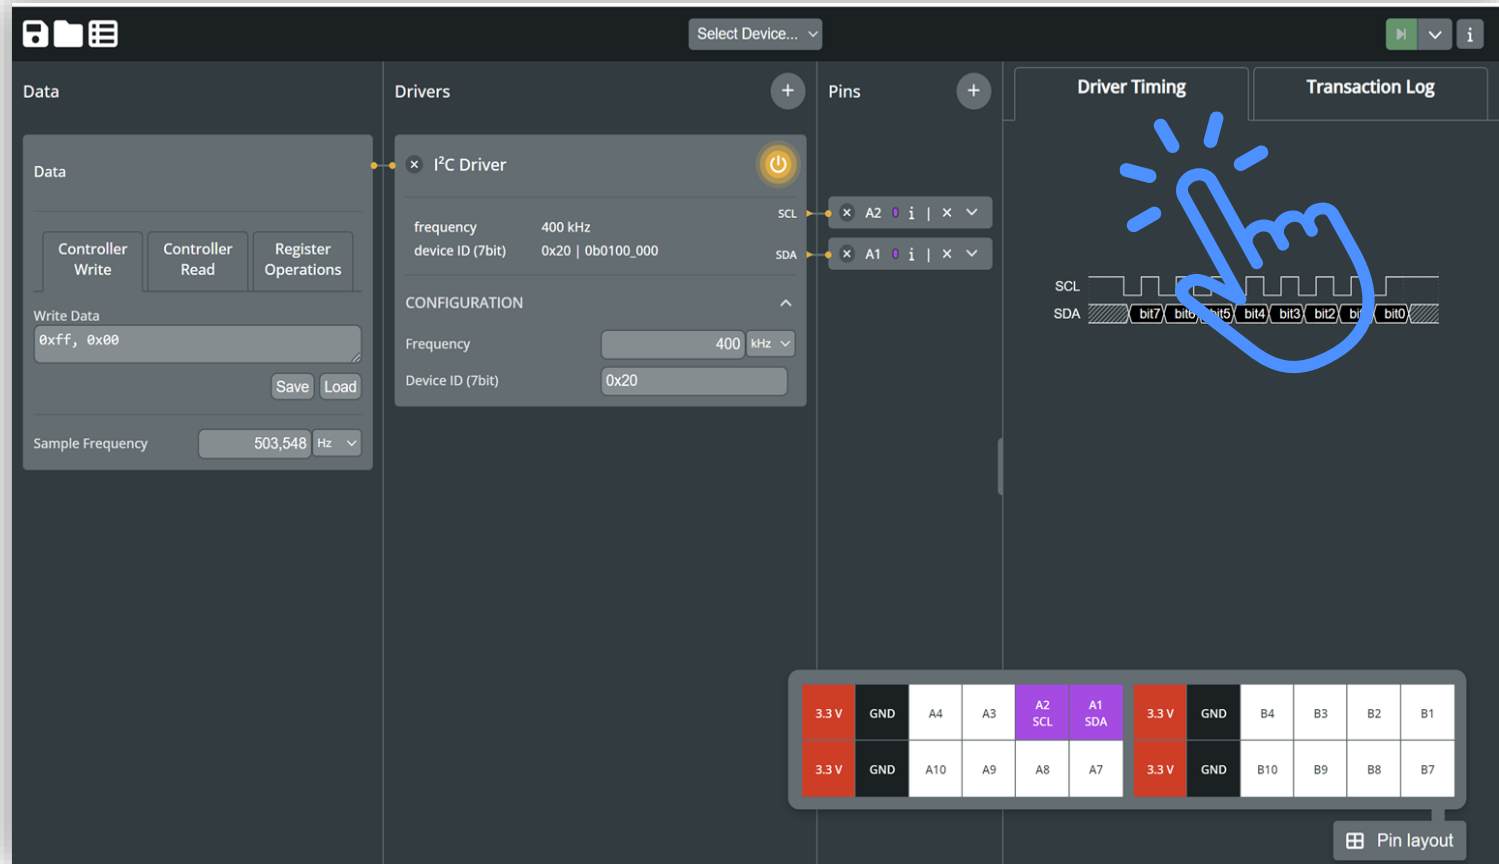 Select Device...
i
Data
Drivers
+
Pins
+
Driver Timing
Transaction Log
Data
I²C Driver
SCL
A2 0 i | ×
frequency 400 kHz
device ID (7bit) 0x20 | 0b0100_000
SDA
A1 0 i | ×
Controller Write
Controller Read
Register Operations
CONFIGURATION
Write Data
0xff, 0x00
Frequency 400 kHz
Device ID (7bit) 0x20
Save
Load
Sample Frequency 503,548 Hz
SCL
SDA bit7 bit6 bit5 bit4 bit3 bit2 bit0
3.3 V GND A4 A3 A2 SCL A1 SDA 3.3 V GND B4 B3 B2 B1
3.3 V GND A10 A9 A8 A7 3.3 V GND B10 B9 B8 B7
Pin layout